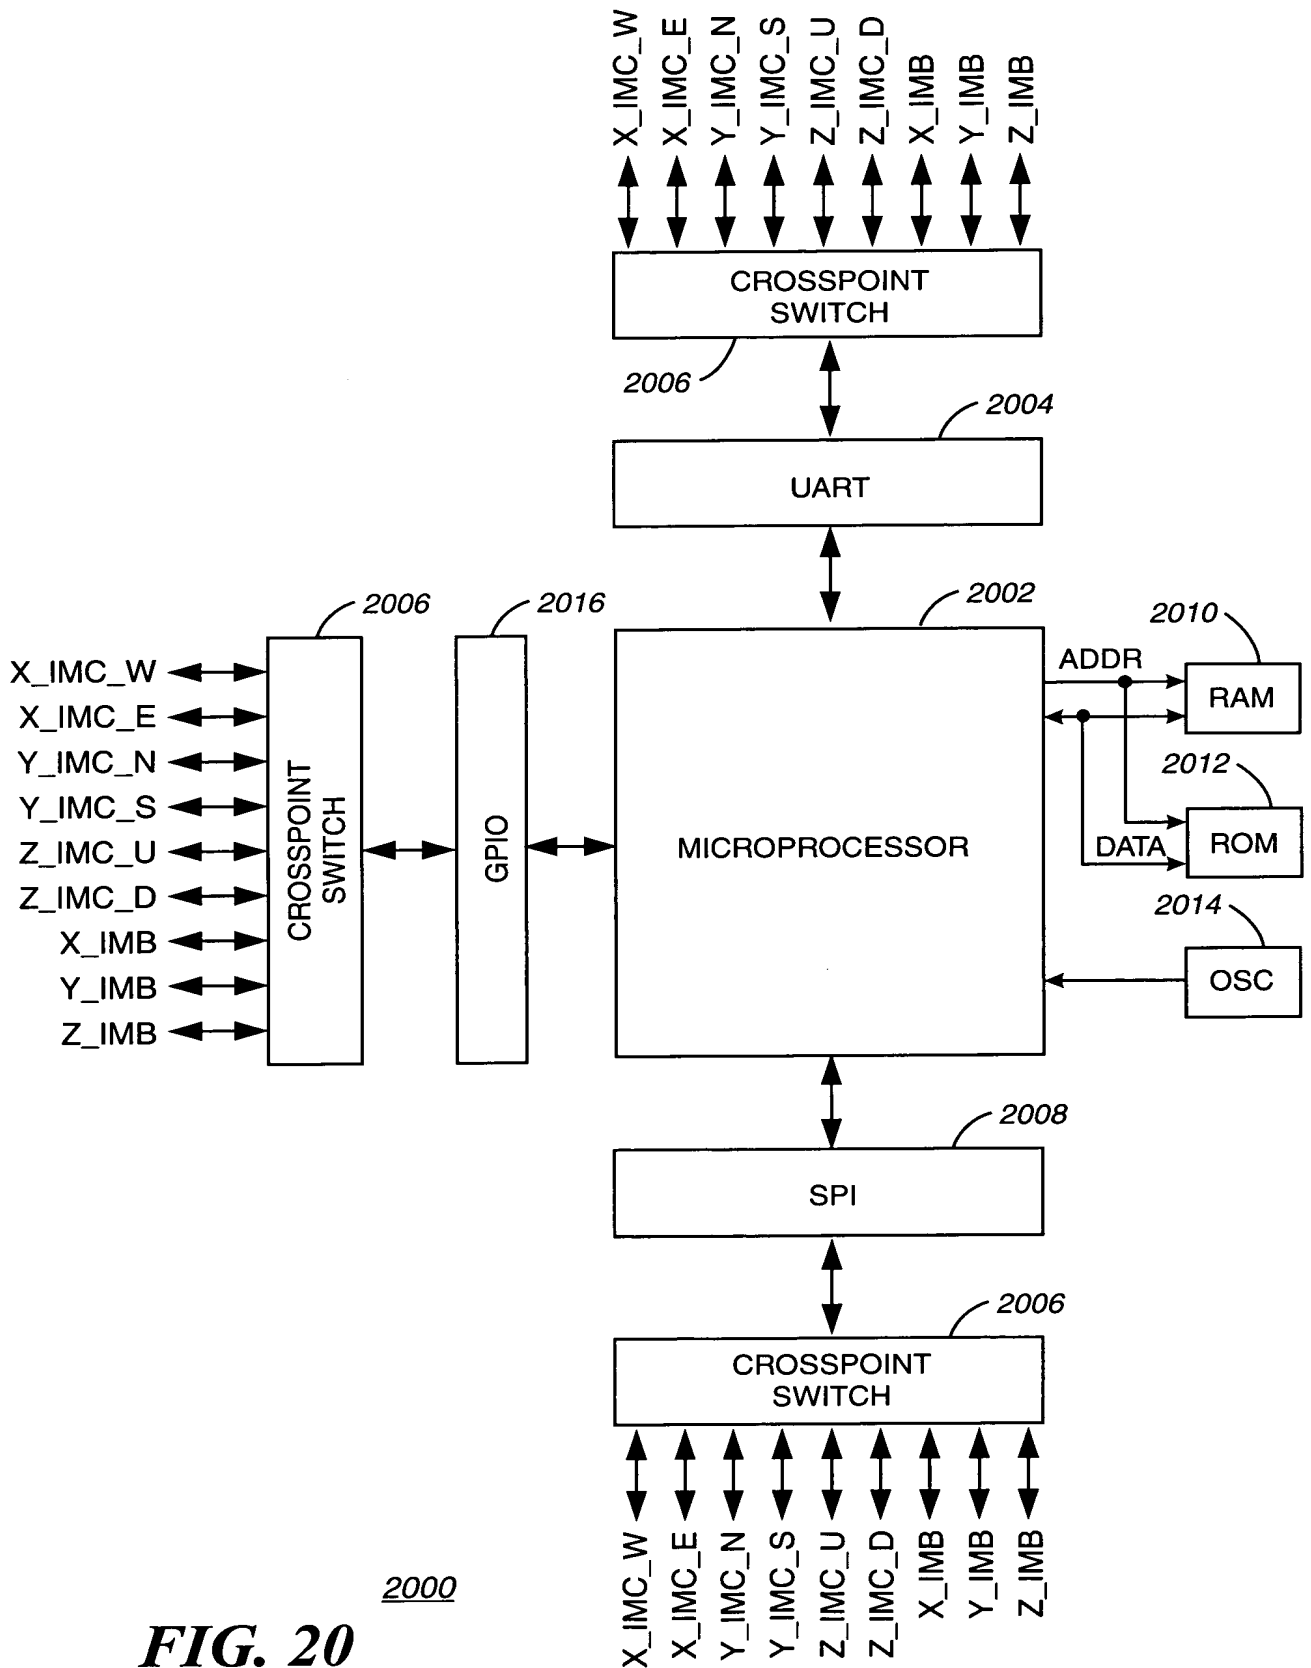 X_IMC_W
X_IMC_E
Y_IMC_N
Y_IMC_S
Z_IMC_U
Z_IMC_D
X_IMB
Y_IMB
Z_IMB
CROSSPOINT
SWITCH
2006
2004
UART
2006
2016
2002
2010
X_IMC_W
X_IMC_E
Y_IMC_N
Y_IMC_S
Z_IMC_U
Z_IMC_D
X_IMB
Y_IMB
Z_IMB
CROSSPOINT
SWITCH
GPIO
MICROPROCESSOR
ADDR
RAM
2012
DATA
ROM
2014
OSC
2008
SPI
2006
CROSSPOINT
SWITCH
X_IMC_W
X_IMC_E
Y_IMC_N
Y_IMC_S
Z_IMC_U
Z_IMC_D
X_IMB
Y_IMB
Z_IMB
2000
FIG. 20